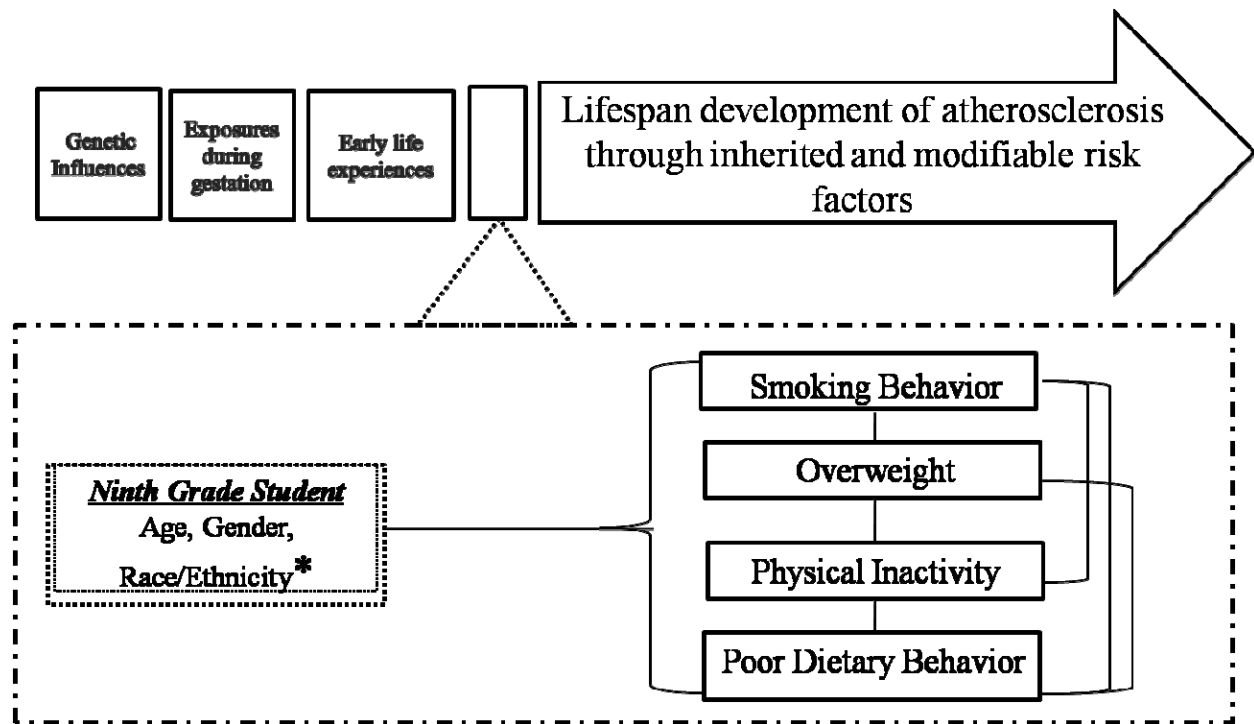 Genetic
Influences
Exposures
during
gestation
Early life
experiences
Lifespan development of atherosclerosis
through inherited and modifiable risk
factors
Ninth Grade Student
Age, Gender,
Race/Ethnicity*
Smoking Behavior
Overweight
Physical Inactivity
Poor Dietary Behavior